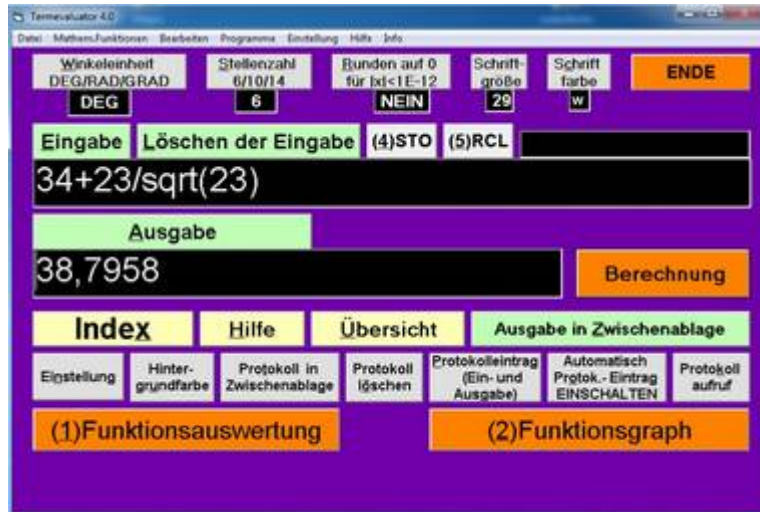 Termevaluator 4.0
Datei Mathem.Funktionen Bearbeiten Programme Einstellung Hilfe Info
Winkeleinheit
DEG/RAD/GRAD
DEG
Stellenzahl
6/10/14
6
Runden auf 0
für |x|<1E-12
NEIN
Schrift-
größe
29
Schrift
farbe
w
ENDE
Eingabe Löschen der Eingabe (4)STO (5)RCL
34+23/sqrt(23)
Ausgabe
38,7958
Berechnung
Index Hilfe Übersicht Ausgabe in Zwischenablage
Einstellung
Hinter-
grundfarbe
Protokoll in
Zwischenablage
Protokoll
löschen
Protokolleintrag
(Ein- und
Ausgabe)
Automatisch
Protok.- Eintrag
EINSCHALTEN
Protokoll
aufruf
(1)Funktionsauswertung (2)Funktionsgraph